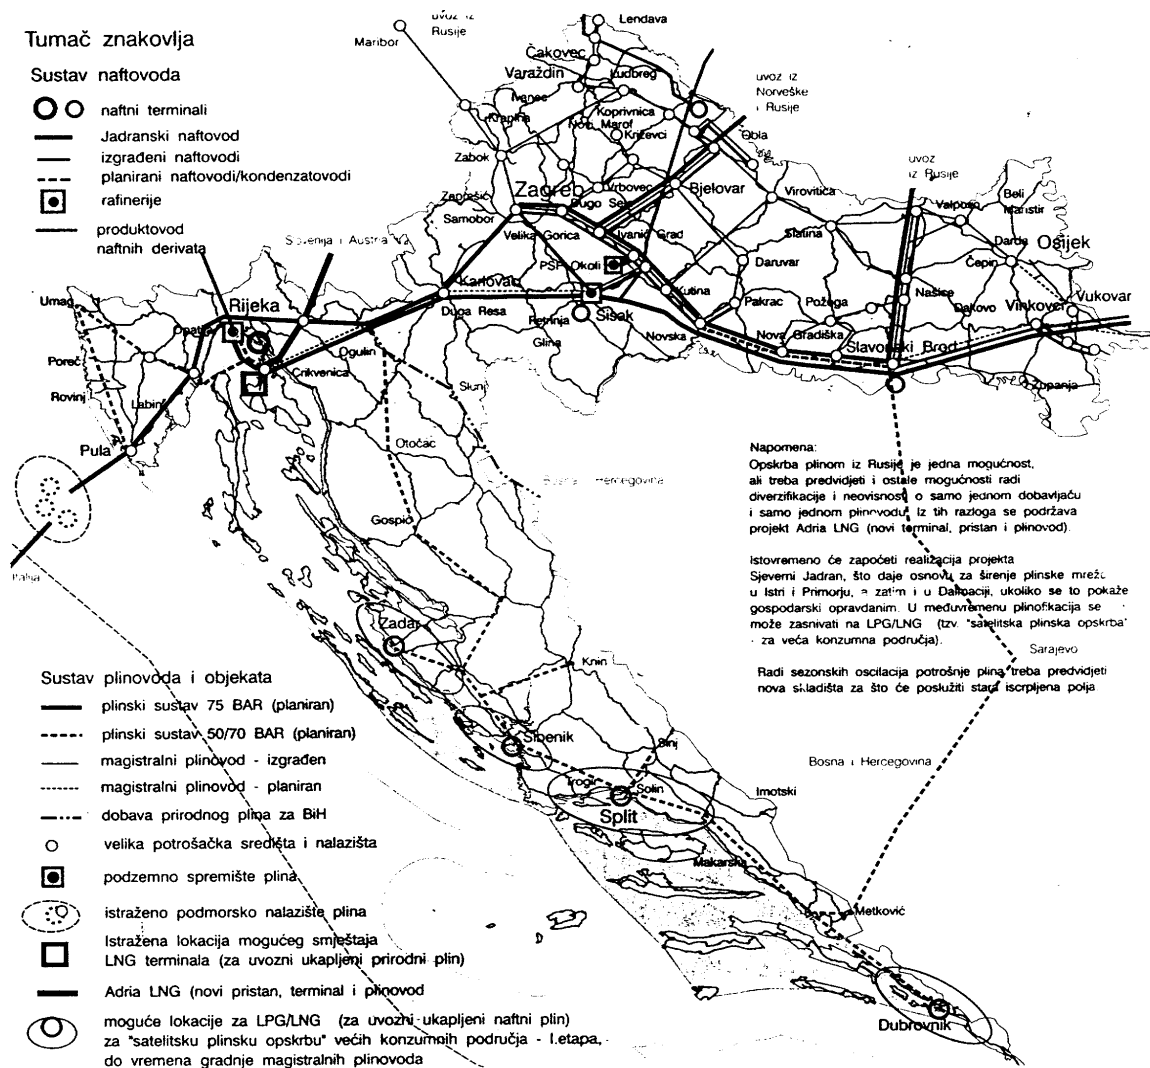 Tumač znakovlja
Sustav naftovoda
naftni terminali
Jadranski naftovod
izgrađeni naftovodi
planirani naftovodi/kondenzatovodi
rafinerije
produktovod
naftnih derivata
uvoz iz
Rusije
Maribor
Lendava
Čakovec
Varaždin
Ludbreg
Ivanec
Krapina
Koprivnica
Novi Marof
Križevci
uvoz iz
Norveške
i Rusije
Zabok
Vrbovec
Bjelovar
Virovitica
uvoz
iz Rusije
Zagreb
Dugo Selo
Samobor
Velika Gorica
Ivanić Grad
Slatina
Valpovo
Beli
Manastir
Darda
Osijek
Čepin
Slovenija i Austrija
PSP Okoli
Daruvar
Umag
Rijeka
Karlovac
Kutina
Pakrac
Požega
Našice
Đakovo
Vinkovci
Vukovar
Opatija
Duga Resa
Petrinja
Sisak
Glina
Novska
Nova Gradiška
Slavonski Brod
Županja
Poreč
Rovinj
Labin
Crikvenica
Ogulin
Slunj
Pula
Otočac
Gospić
Bosna i Hercegovina
Italija
Napomena:
Opskrba plinom iz Rusije je jedna mogućnost,
ali treba predvidjeti i ostale mogućnosti radi
diverzifikacije i neovisnosti o samo jednom dobavljaču
i samo jednom plinovodu. Iz tih razloga se podržava
projekt Adria LNG (novi terminal, pristan i plinovod).
Istovremeno će započeti realizacija projekta
Sjeverni Jadran, što daje osnovu za širenje plinske mreže
u Istri i Primorju, a zatim i u Dalmaciji, ukoliko se to pokaže
gospodarski opravdanim. U međuvremenu plinofikacija se
može zasnivati na LPG/LNG (tzv. "satelitska plinska opskrba"
za veća konzumna područja).
Radi sezonskih oscilacija potrošnje plina treba predvidjeti
nova skladišta za što će poslužiti stara iscrpljena polja
Sarajevo
Zadar
Knin
Šibenik
Sinj
Trogir
Solin
Split
Imotski
Bosna i Hercegovina
Makarska
Metković
Dubrovnik
Sustav plinovoda i objekata
plinski sustav 75 BAR (planiran)
plinski sustav 50/70 BAR (planiran)
magistralni plinovod - izgrađen
magistralni plinovod - planiran
dobava prirodnog plina za BiH
velika potrošačka središta i nalazišta
podzemno spremište plina
istraženo podmorsko nalazište plina
Istražena lokacija mogućeg smještaja
LNG terminala (za uvozni ukapljeni prirodni plin)
Adria LNG (novi pristan, terminal i plinovod
moguće lokacije za LPG/LNG (za uvozni ukapljeni naftni plin)
za "satelitsku plinsku opskrbu" većih konzumnih područja - I.etapa,
do vremena gradnje magistralnih plinovoda